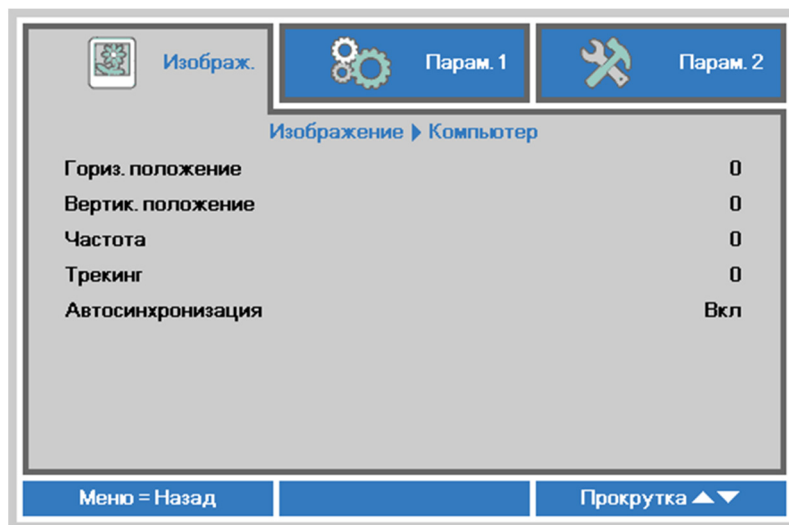 Изображ. Парам. 1 Парам. 2
Изображение ▶ Компьютер
Гориз. положение 0
Вертик. положение 0
Частота 0
Трекинг 0
Автосинхронизация Вкл
Меню = Назад Прокрутка ▲▼